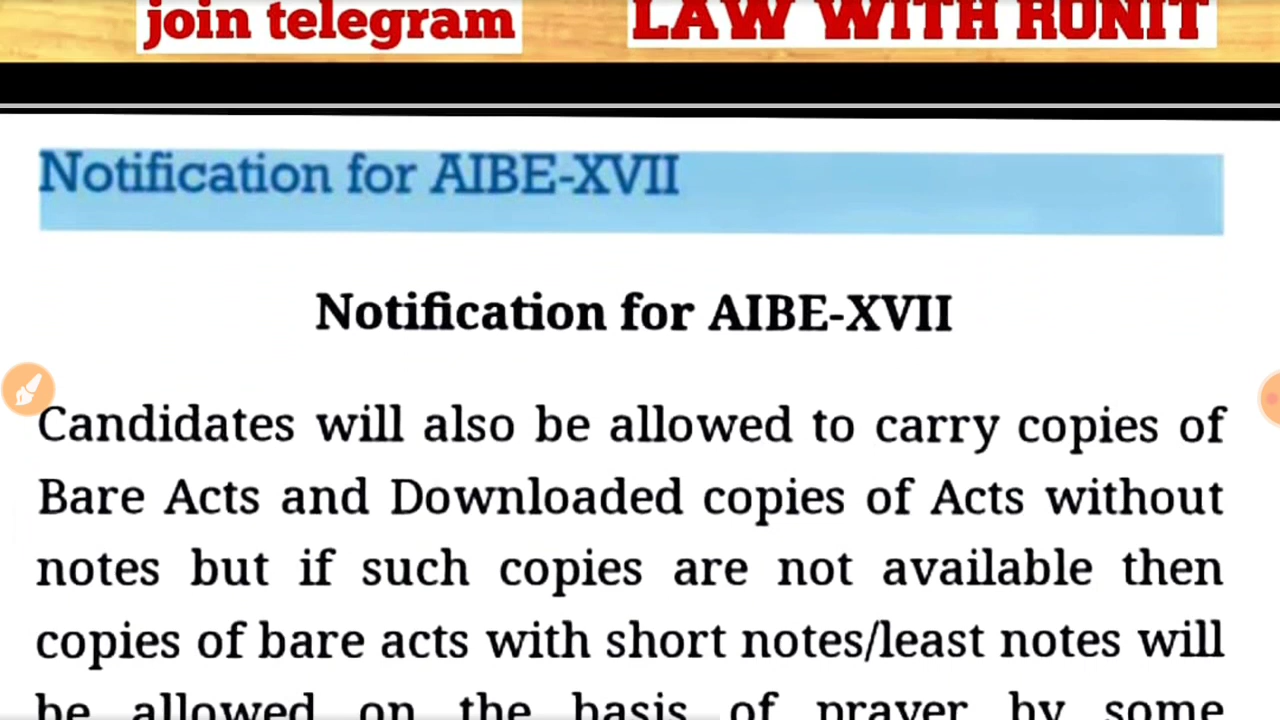 join telegram
LAW WITH RONIT
Notification for AIBE-XVII
Notification for AIBE-XVII
Candidates will also be allowed to carry copies of
Bare Acts and Downloaded copies of Acts without
notes but if such copies are not available then
copies of bare acts with short notes/least notes will
be allowed on the basis of prayer by some